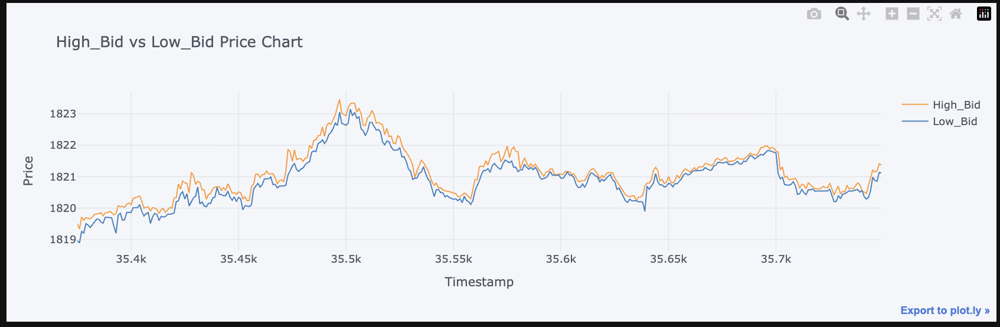 High_Bid vs Low_Bid Price Chart
High_Bid
Low_Bid
Price
1823
1822
1821
1820
1819
35.4k 35.45k 35.5k 35.55k 35.6k 35.65k 35.7k
Timestamp
Export to plot.ly »